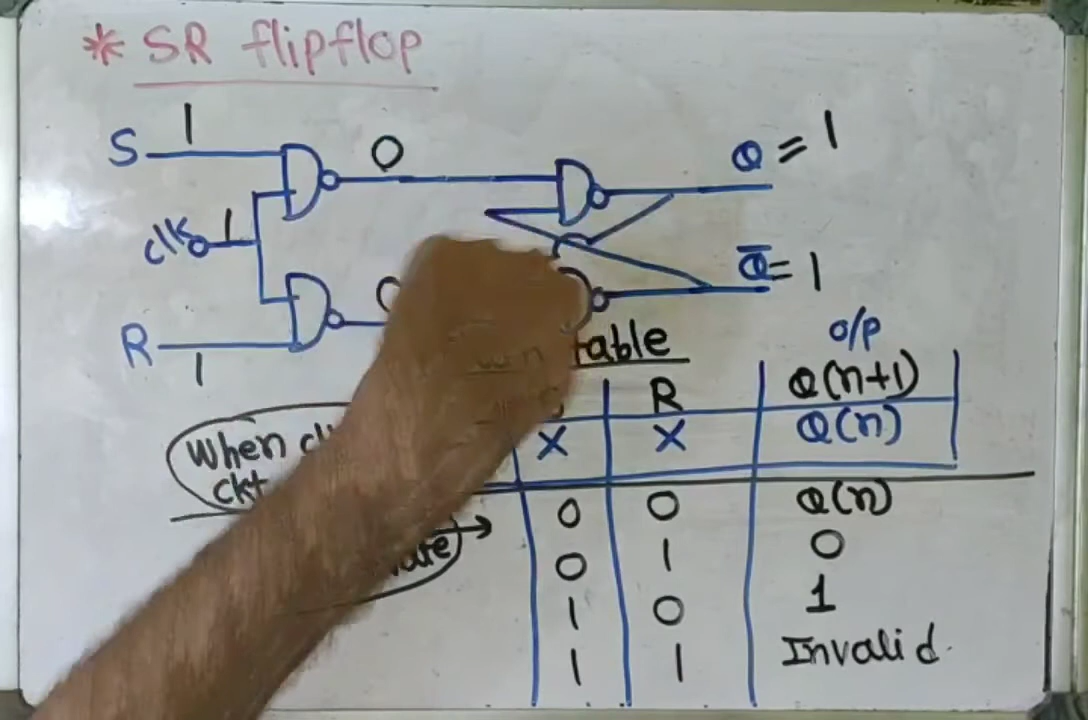 * SR flipflop
S 1 0 Q = 1
clk 1
Q̅ = 1
R 1
table
o/p
R Q(n+1)
When
ckt
X X Q(n)
0 0 Q(n)
0 1 0
1 0 1
1 1 Invalid